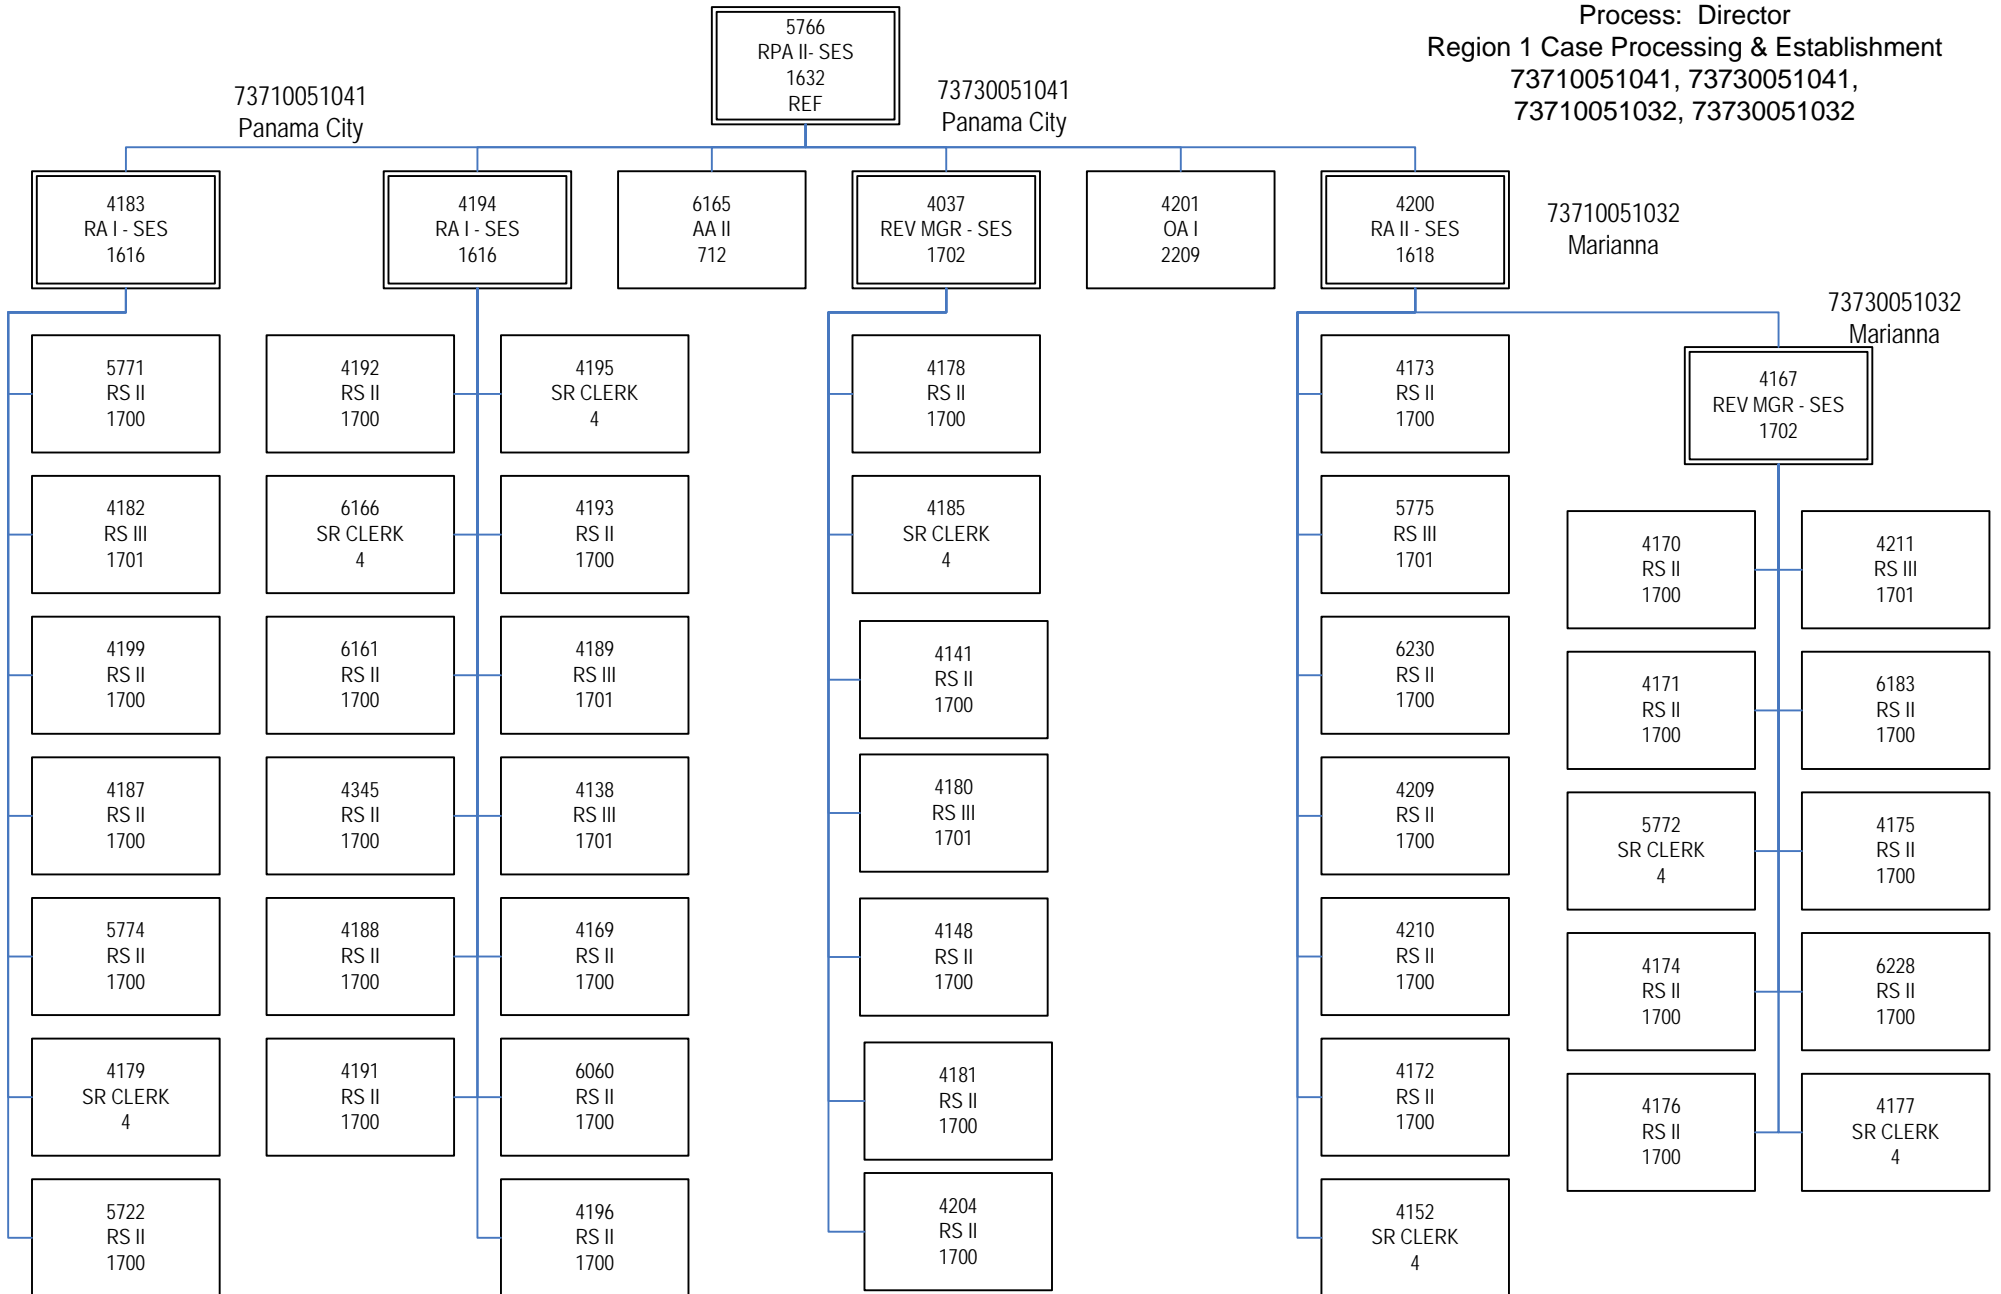 Process: Director
Region 1 Case Processing & Establishment
73710051041, 73730051041,
73710051032, 73730051032
5766
RPA II- SES
1632
REF
73710051041
Panama City
73730051041
Panama City
4183
RA I - SES
1616
4194
RA I - SES
1616
6165
AA II
712
4037
REV MGR - SES
1702
4201
OA I
2209
4200
RA II - SES
1618
73710051032
Marianna
73730051032
Marianna
4167
REV MGR - SES
1702
5771
RS II
1700
4182
RS III
1701
4199
RS II
1700
4187
RS II
1700
5774
RS II
1700
4179
SR CLERK
4
5722
RS II
1700
4192
RS II
1700
4195
SR CLERK
4
6166
SR CLERK
4
4193
RS II
1700
6161
RS II
1700
4189
RS III
1701
4345
RS II
1700
4138
RS III
1701
4188
RS II
1700
4169
RS II
1700
4191
RS II
1700
6060
RS II
1700
4196
RS II
1700
4178
RS II
1700
4185
SR CLERK
4
4141
RS II
1700
4180
RS III
1701
4148
RS II
1700
4181
RS II
1700
4204
RS II
1700
4173
RS II
1700
5775
RS III
1701
6230
RS II
1700
4209
RS II
1700
4210
RS II
1700
4172
RS II
1700
4152
SR CLERK
4
4170
RS II
1700
4211
RS III
1701
4171
RS II
1700
6183
RS II
1700
5772
SR CLERK
4
4175
RS II
1700
4174
RS II
1700
6228
RS II
1700
4176
RS II
1700
4177
SR CLERK
4